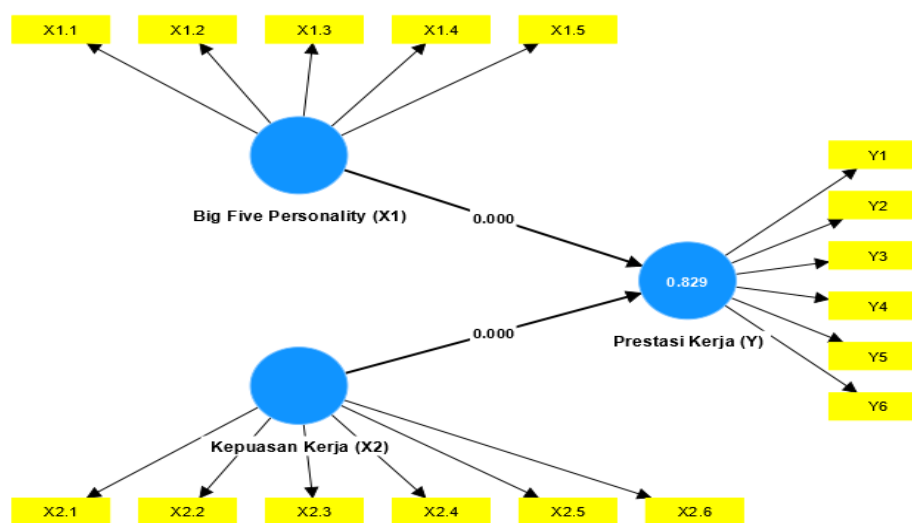 X1.1 X1.2 X1.3 X1.4 X1.5
Big Five Personality (X1)
0.000
Y1
Y2
Y3
0.829
Y4
Prestasi Kerja (Y)
Y5
Y6
0.000
Kepuasan Kerja (X2)
X2.1 X2.2 X2.3 X2.4 X2.5 X2.6